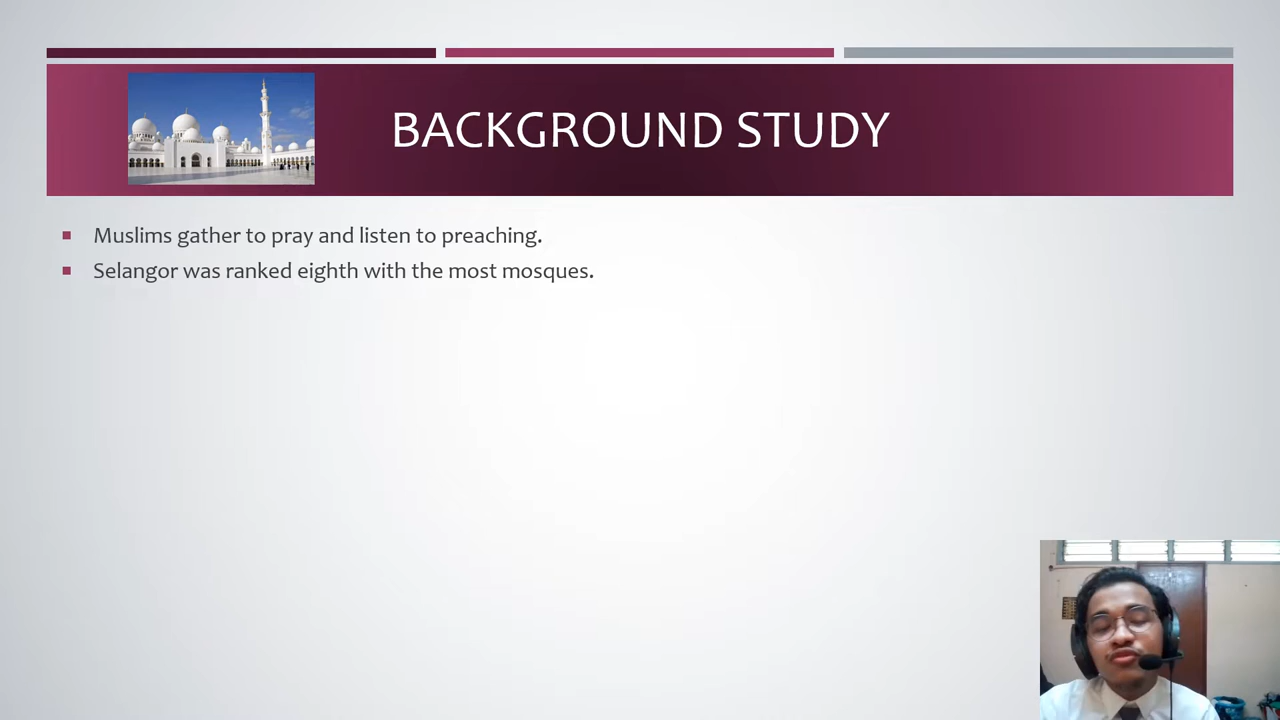 BACKGROUND STUDY
Muslims gather to pray and listen to preaching.
Selangor was ranked eighth with the most mosques.